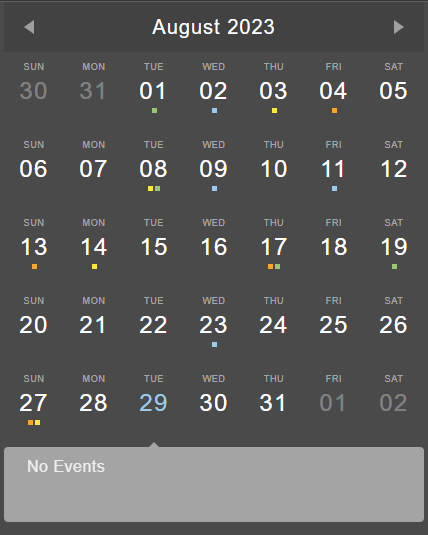 August 2023
SUN MON TUE WED THU FRI SAT
30 31 01 02 03 04 05
SUN MON TUE WED THU FRI SAT
06 07 08 09 10 11 12
SUN MON TUE WED THU FRI SAT
13 14 15 16 17 18 19
SUN MON TUE WED THU FRI SAT
20 21 22 23 24 25 26
SUN MON TUE WED THU FRI SAT
27 28 29 30 31 01 02
No Events